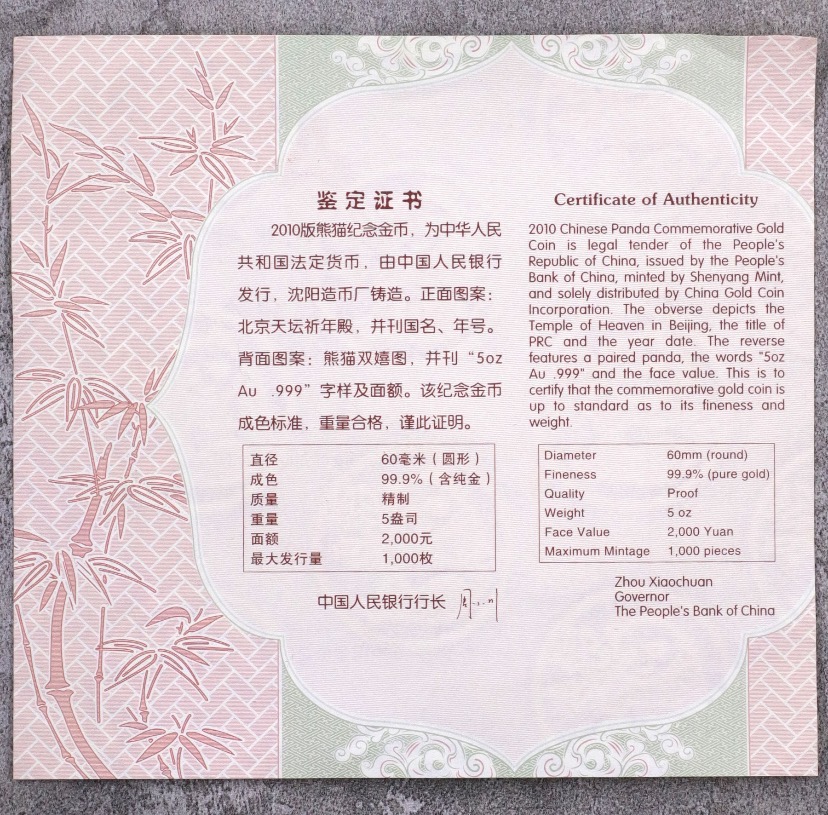 鉴定证书
2010版熊猫纪念金币，为中华人民
共和国法定货币，由中国人民银行
发行，沈阳造币厂铸造。正面图案：
北京天坛祈年殿，并刊国名、年号。
背面图案：熊猫双嬉图，并刊“5oz
Au .999”字样及面额。该纪念金币
成色标准，重量合格，谨此证明。
直径 60毫米（圆形）
成色 99.9%（含纯金）
质量 精制
重量 5盎司
面额 2,000元
最大发行量 1,000枚
中国人民银行行长
Certificate of Authenticity
2010 Chinese Panda Commemorative Gold
Coin is legal tender of the People's
Republic of China, issued by the People's
Bank of China, minted by Shenyang Mint,
and solely distributed by China Gold Coin
Incorporation. The obverse depicts the
Temple of Heaven in Beijing, the title of
PRC and the year date. The reverse
features a paired panda, the words "5oz
Au .999" and the face value. This is to
certify that the commemorative gold coin is
up to standard as to its fineness and
weight.
Diameter 60mm (round)
Fineness 99.9% (pure gold)
Quality Proof
Weight 5 oz
Face Value 2,000 Yuan
Maximum Mintage 1,000 pieces
Zhou Xiaochuan
Governor
The People's Bank of China